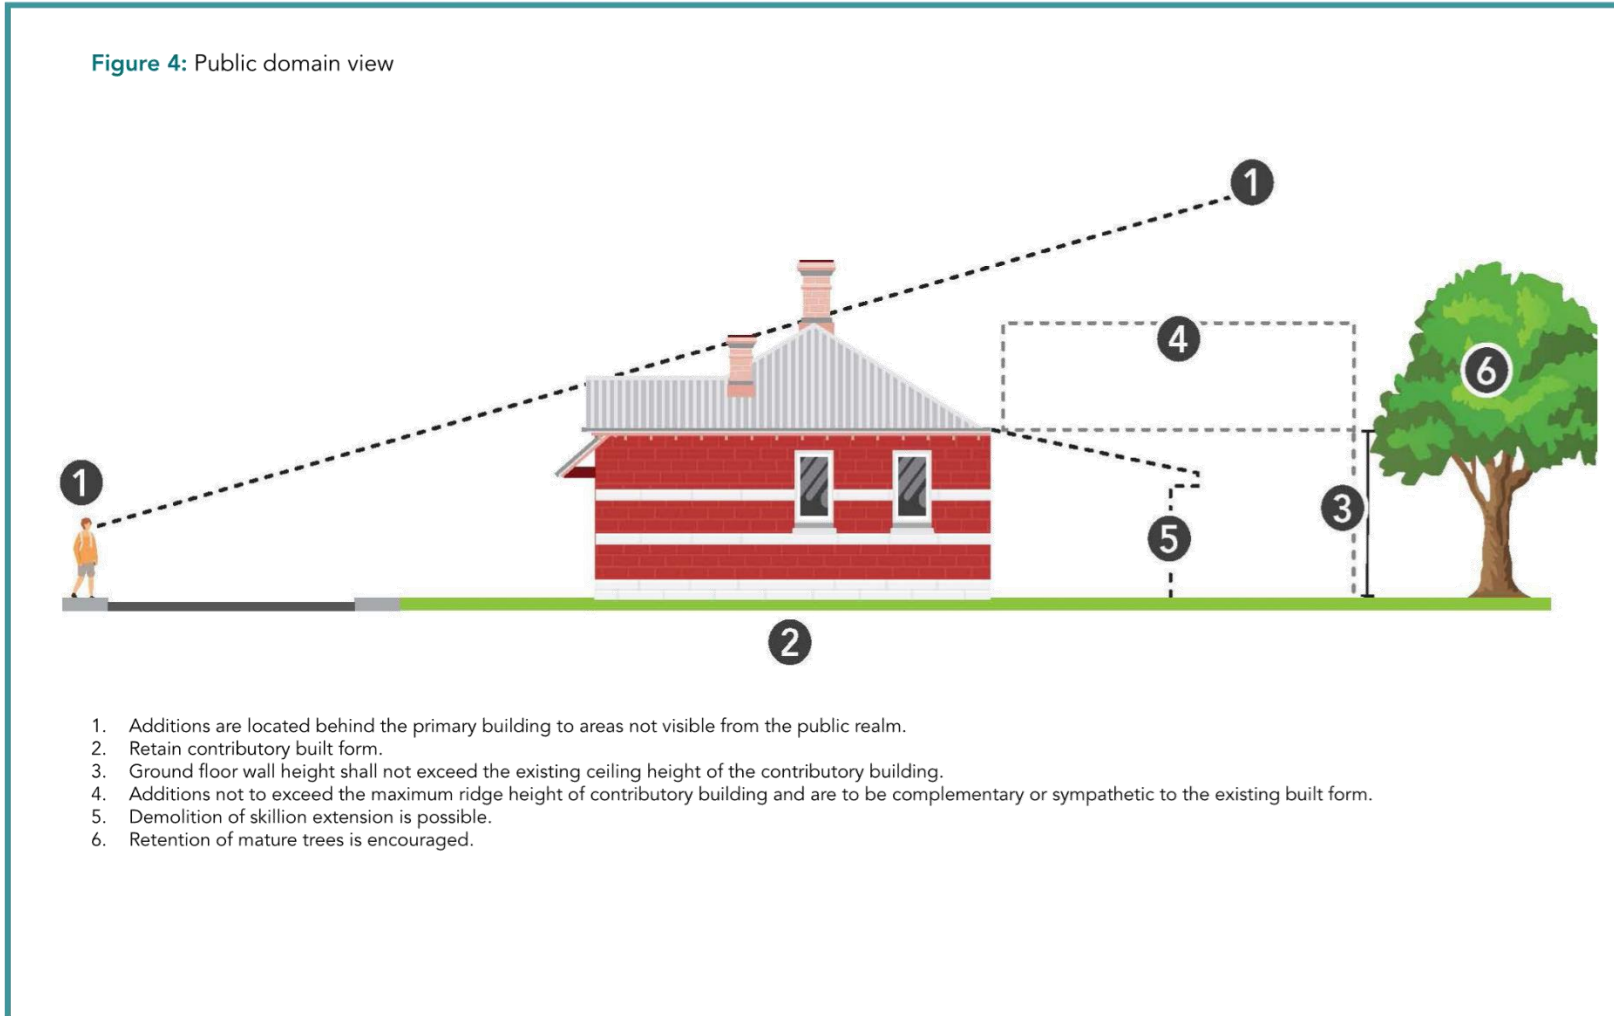 Figure 4: Public domain view
1
1
4
6
3
5
2
1. Additions are located behind the primary building to areas not visible from the public realm.
2. Retain contributory built form.
3. Ground floor wall height shall not exceed the existing ceiling height of the contributory building.
4. Additions not to exceed the maximum ridge height of contributory building and are to be complementary or sympathetic to the existing built form.
5. Demolition of skillion extension is possible.
6. Retention of mature trees is encouraged.